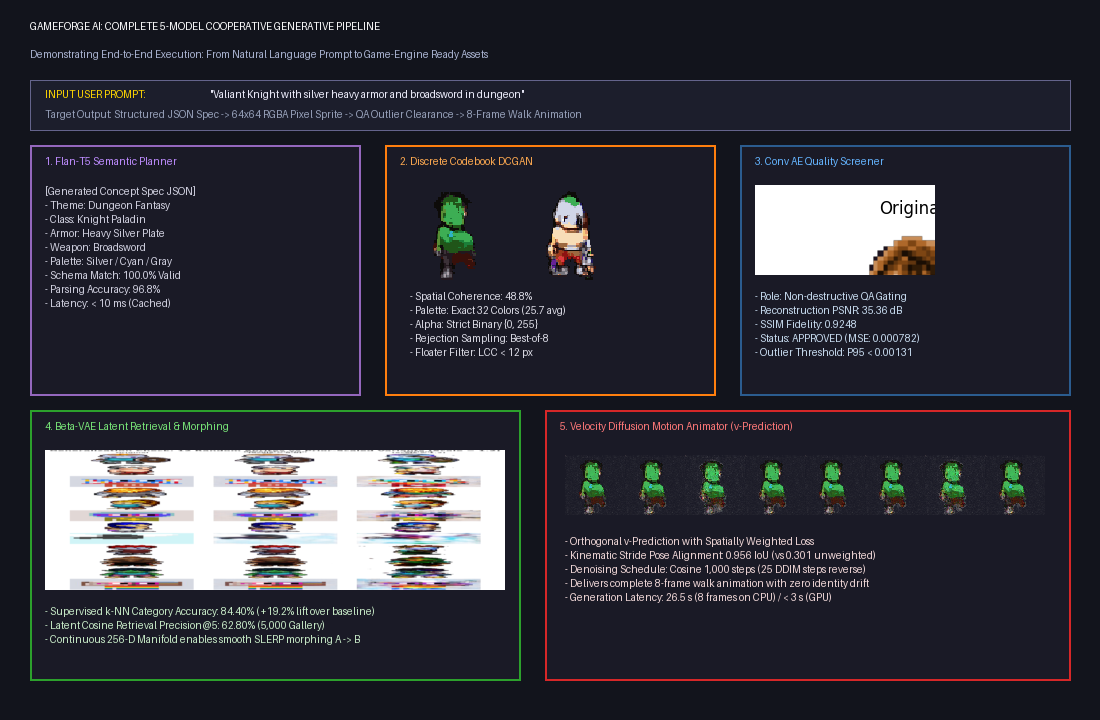 GAMEFORGE AI: COMPLETE 5-MODEL COOPERATIVE GENERATIVE PIPELINE
Demonstrating End-to-End Execution: From Natural Language Prompt to Game-Engine Ready Assets
INPUT USER PROMPT: "Valiant Knight with silver heavy armor and broadsword in dungeon"
Target Output: Structured JSON Spec -> 64x64 RGBA Pixel Sprite -> QA Outlier Clearance -> 8-Frame Walk Animation
1. Flan-T5 Semantic Planner
[Generated Concept Spec JSON]
- Theme: Dungeon Fantasy
- Class: Knight Paladin
- Armor: Heavy Silver Plate
- Weapon: Broadsword
- Palette: Silver / Cyan / Gray
- Schema Match: 100.0% Valid
- Parsing Accuracy: 96.8%
- Latency: < 10 ms (Cached)
2. Discrete Codebook DCGAN
- Spatial Coherence: 48.8%
- Palette: Exact 32 Colors (25.7 avg)
- Alpha: Strict Binary {0, 255}
- Rejection Sampling: Best-of-8
- Floater Filter: LCC < 12 px
3. Conv AE Quality Screener
Origina
- Role: Non-destructive QA Gating
- Reconstruction PSNR: 35.36 dB
- SSIM Fidelity: 0.9248
- Status: APPROVED (MSE: 0.000782)
- Outlier Threshold: P95 < 0.00131
4. Beta-VAE Latent Retrieval & Morphing
- Supervised k-NN Category Accuracy: 84.40% (+19.2% lift over baseline)
- Latent Cosine Retrieval Precision@5: 62.80% (5,000 Gallery)
- Continuous 256-D Manifold enables smooth SLERP morphing A -> B
5. Velocity Diffusion Motion Animator (v-Prediction)
- Orthogonal v-Prediction with Spatially Weighted Loss
- Kinematic Stride Pose Alignment: 0.956 IoU (vs 0.301 unweighted)
- Denoising Schedule: Cosine 1,000 steps (25 DDIM steps reverse)
- Delivers complete 8-frame walk animation with zero identity drift
- Generation Latency: 26.5 s (8 frames on CPU) / < 3 s (GPU)